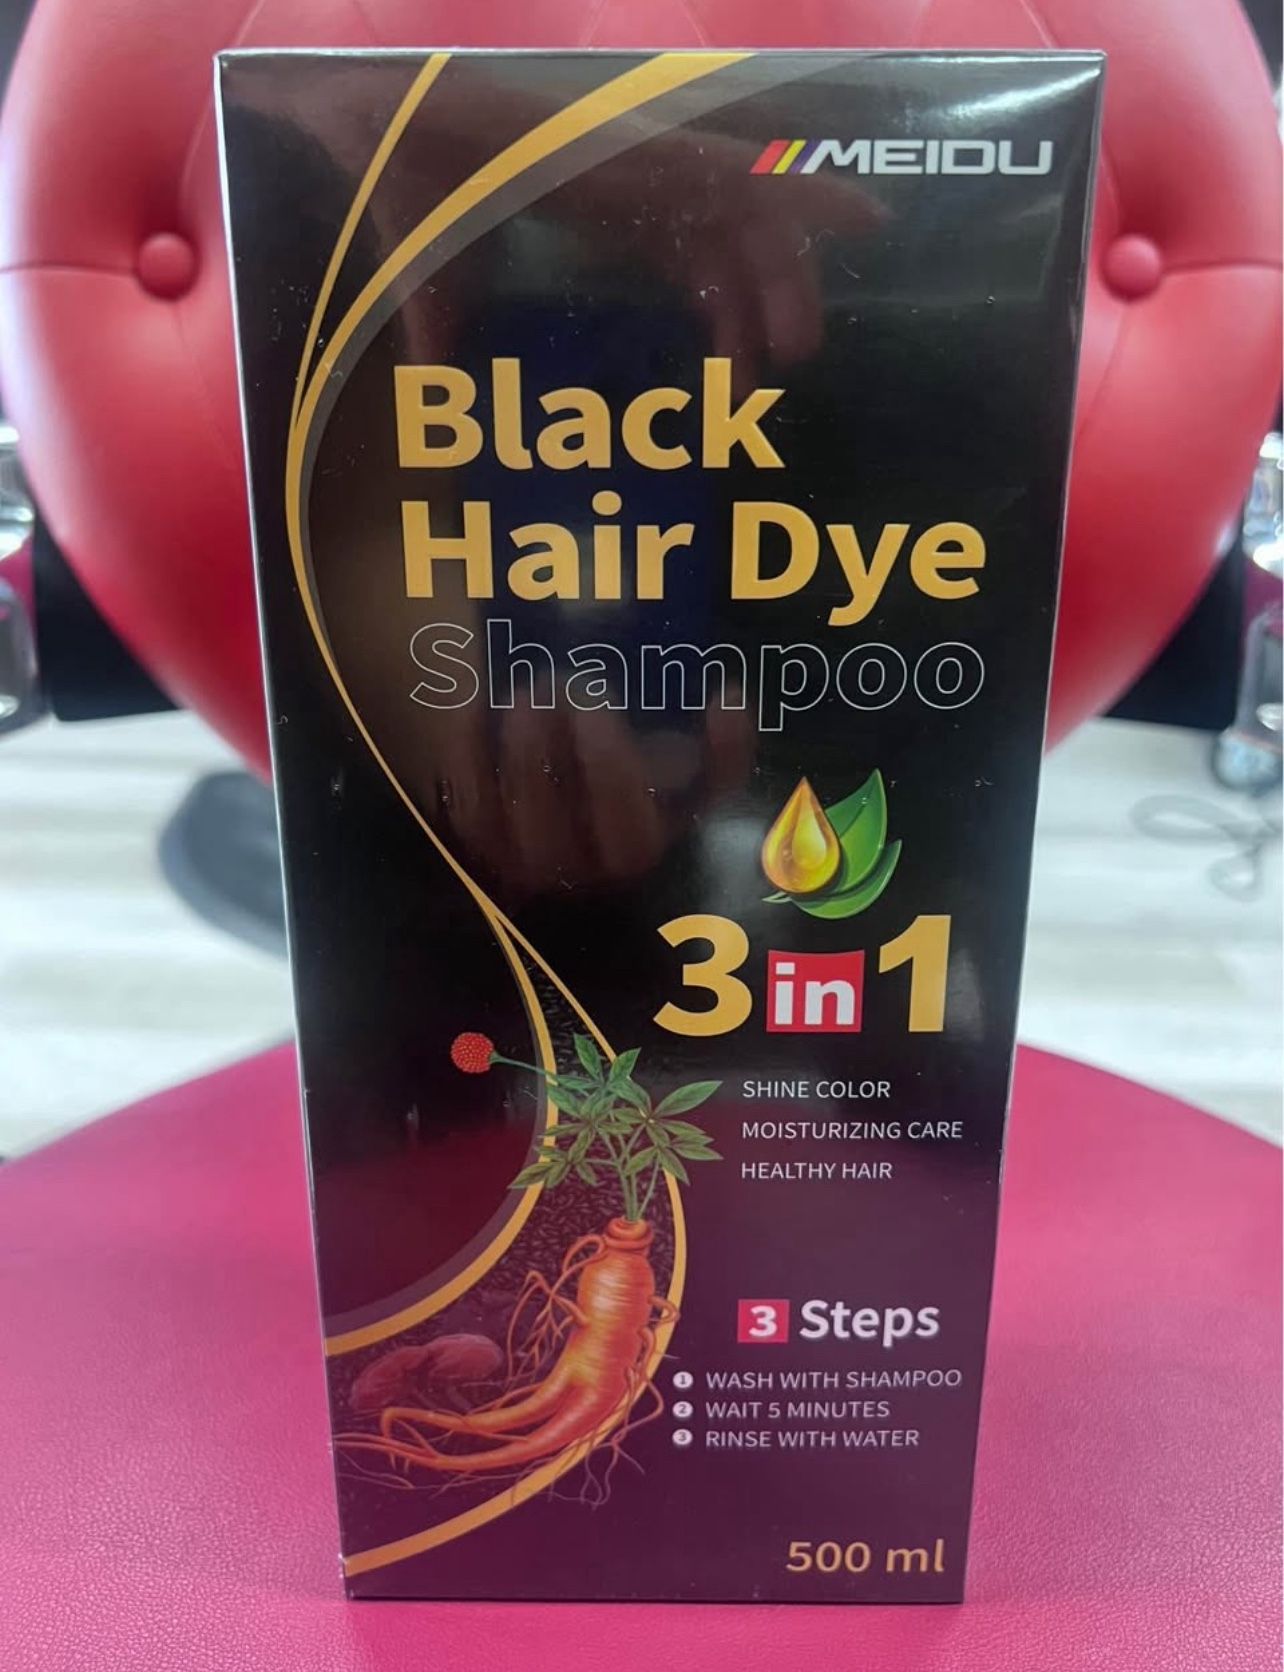 MEIDU
Black
Hair Dye
Shampoo
3in1
SHINE COLOR
MOISTURIZING CARE
HEALTHY HAIR
3 Steps
1 WASH WITH SHAMPOO
2 WAIT 5 MINUTES
3 RINSE WITH WATER
500 ml